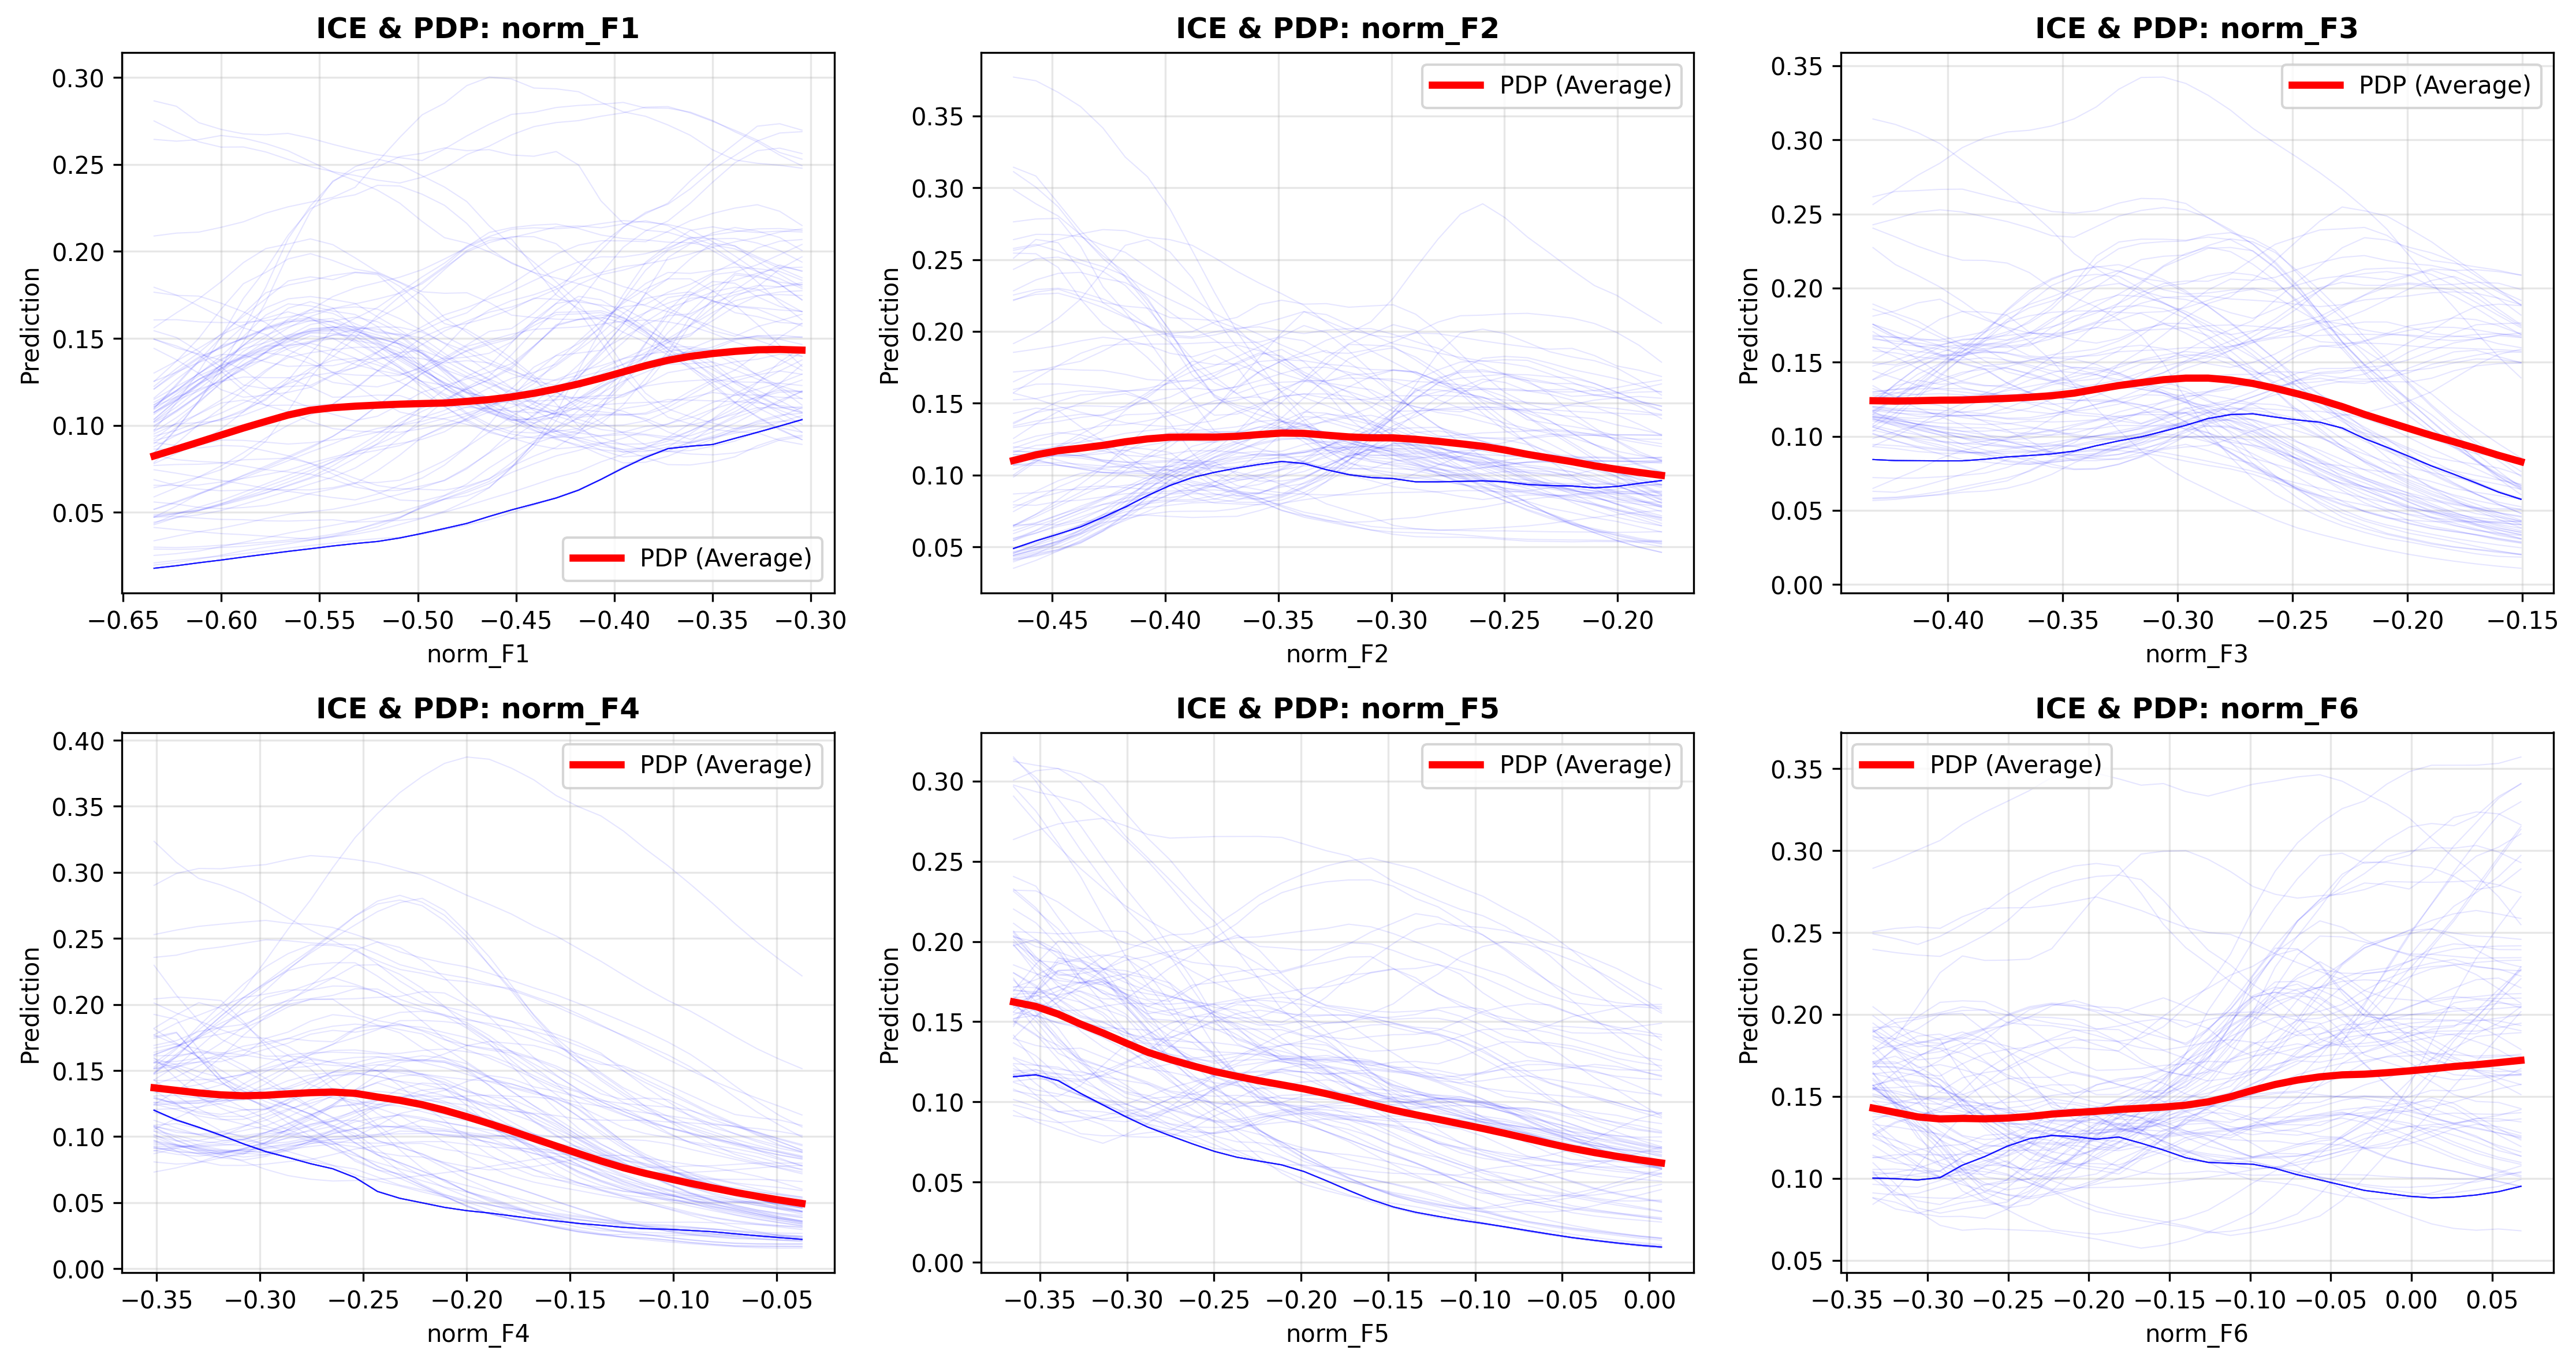 ICE & PDP: norm_F1
0.30
0.25
0.20
0.15
0.10
0.05
Prediction
PDP (Average)
−0.65 −0.60 −0.55 −0.50 −0.45 −0.40 −0.35 −0.30
norm_F1
ICE & PDP: norm_F2
PDP (Average)
0.35
0.30
0.25
0.20
0.15
0.10
0.05
Prediction
−0.45 −0.40 −0.35 −0.30 −0.25 −0.20
norm_F2
ICE & PDP: norm_F3
PDP (Average)
0.35
0.30
0.25
0.20
0.15
0.10
0.05
0.00
Prediction
−0.40 −0.35 −0.30 −0.25 −0.20 −0.15
norm_F3
ICE & PDP: norm_F4
PDP (Average)
0.40
0.35
0.30
0.25
0.20
0.15
0.10
0.05
0.00
Prediction
−0.35 −0.30 −0.25 −0.20 −0.15 −0.10 −0.05
norm_F4
ICE & PDP: norm_F5
PDP (Average)
0.30
0.25
0.20
0.15
0.10
0.05
0.00
Prediction
−0.35 −0.30 −0.25 −0.20 −0.15 −0.10 −0.05 0.00
norm_F5
ICE & PDP: norm_F6
PDP (Average)
0.35
0.30
0.25
0.20
0.15
0.10
0.05
Prediction
−0.35 −0.30 −0.25 −0.20 −0.15 −0.10 −0.05 0.00 0.05
norm_F6